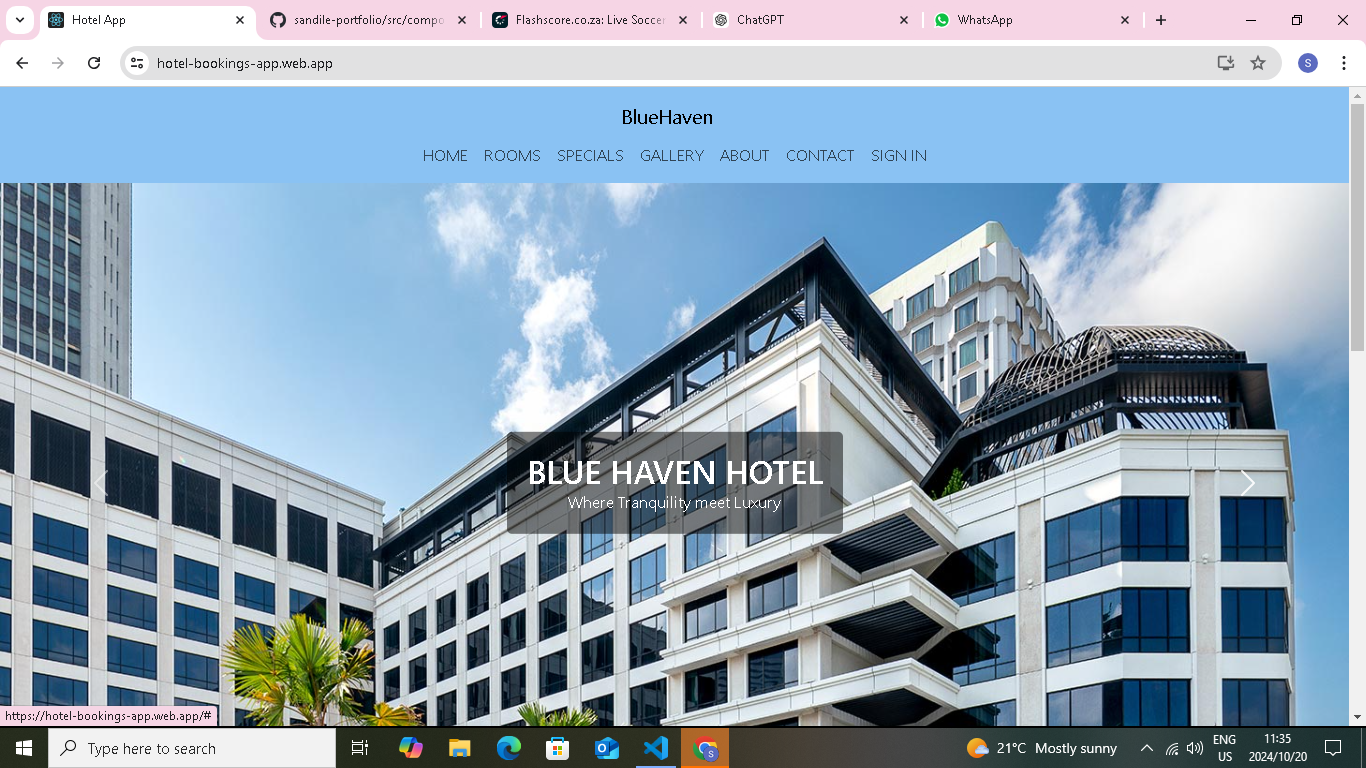 Hotel App
sandile-portfolio/src/compo
Flashscore.co.za: Live Soccer
ChatGPT
WhatsApp
hotel-bookings-app.web.app
S
BlueHaven
HOME ROOMS SPECIALS GALLERY ABOUT CONTACT SIGN IN
BLUE HAVEN HOTEL
Where Tranquility meet Luxury
https://hotel-bookings-app.web.app/#
Type here to search
21°C Mostly sunny
ENG
US
11:35
2024/10/20